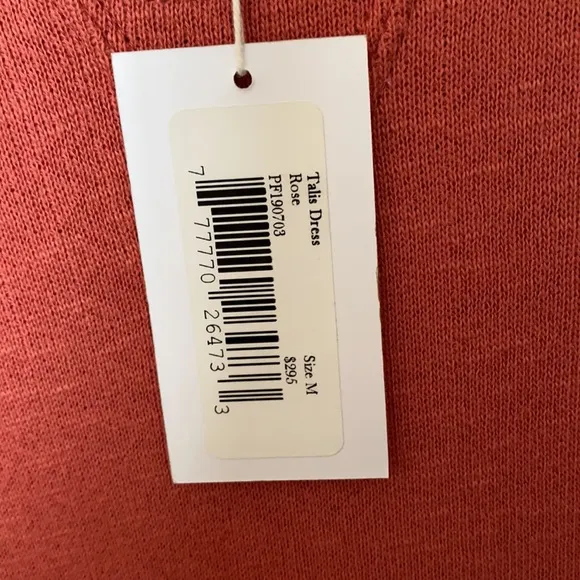 Talis Dress
Rose
PF190703
Size M
$295
7 77770 26473 3